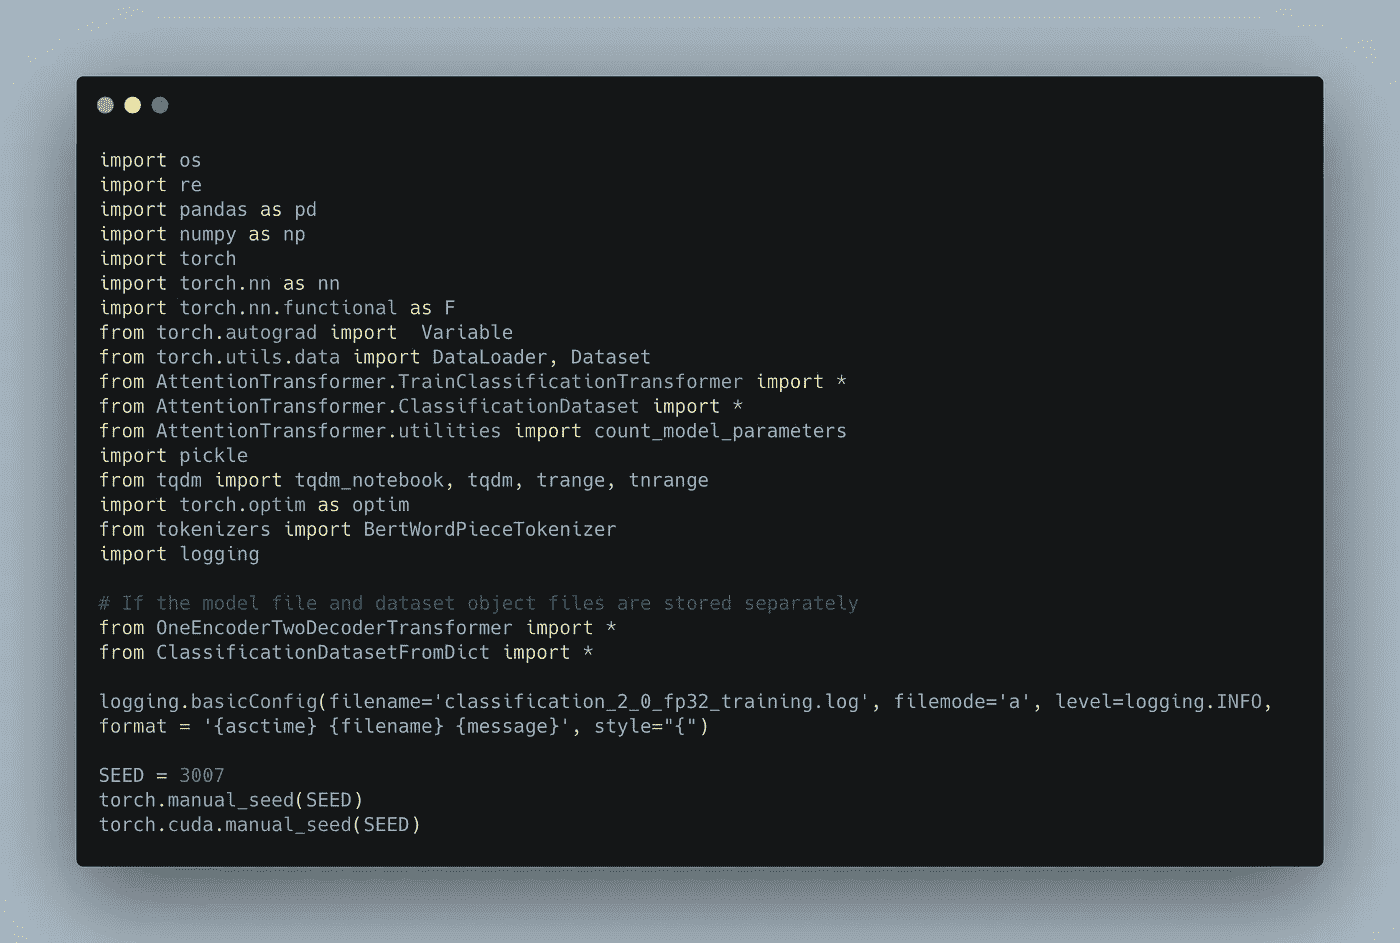 import os
import re
import pandas as pd
import numpy as np
import torch
import torch.nn as nn
import torch.nn.functional as F
from torch.autograd import  Variable
from torch.utils.data import DataLoader, Dataset
from AttentionTransformer.TrainClassificationTransformer import *
from AttentionTransformer.ClassificationDataset import *
from AttentionTransformer.utilities import count_model_parameters
import pickle
from tqdm import tqdm_notebook, tqdm, trange, tnrange
import torch.optim as optim
from tokenizers import BertWordPieceTokenizer
import logging

# If the model file and dataset object files are stored separately
from OneEncoderTwoDecoderTransformer import *
from ClassificationDatasetFromDict import *

logging.basicConfig(filename='classification_2_0_fp32_training.log', filemode='a', level=logging.INFO,
format = '{asctime} {filename} {message}', style="{")

SEED = 3007
torch.manual_seed(SEED)
torch.cuda.manual_seed(SEED)